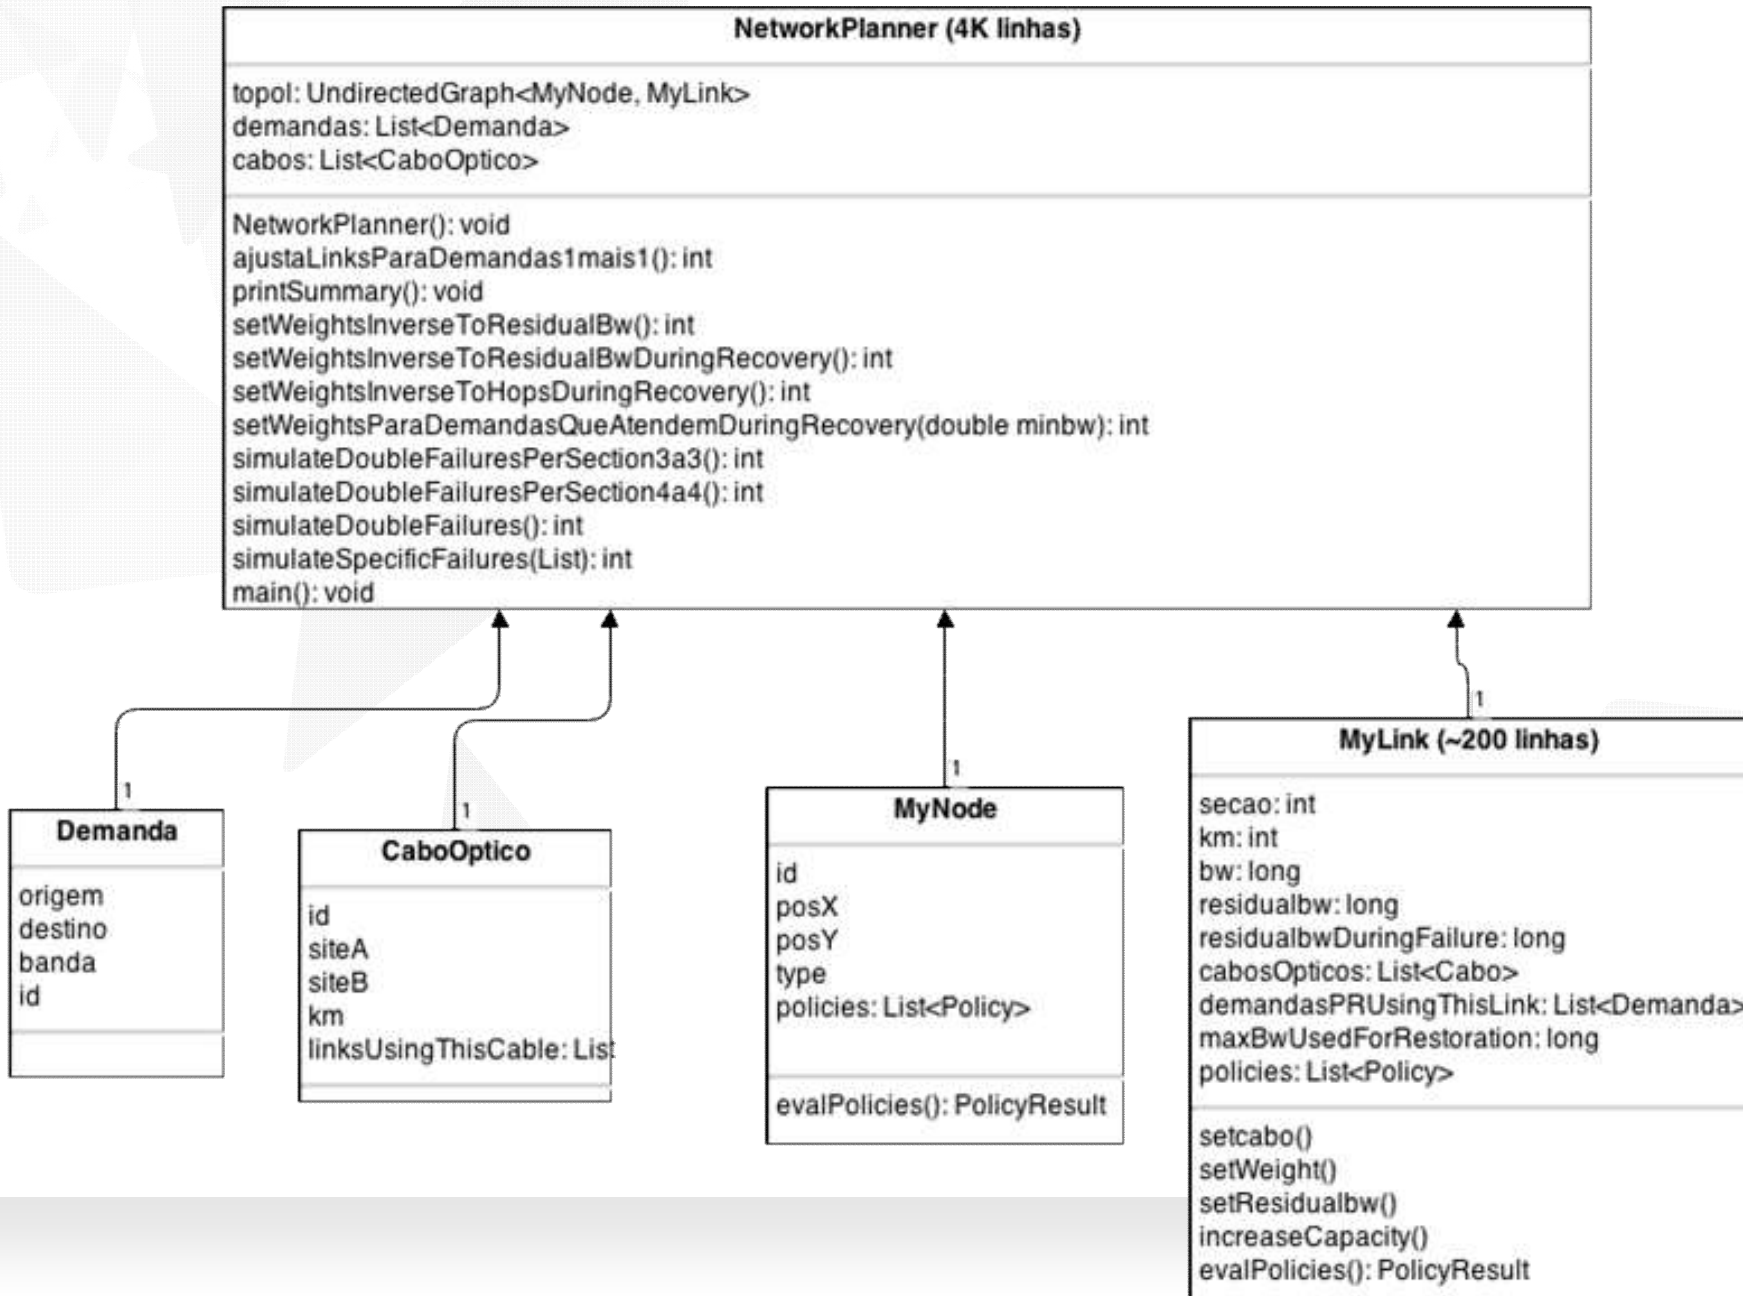 NetworkPlanner (4K linhas)
topol: UndirectedGraph<MyNode, MyLink>
demandas: List<Demanda>
cabos: List<CaboOptico>
NetworkPlanner(): void
ajustaLinksParaDemandas1mais1(): int
printSummary(): void
setWeightsInverseToResidualBw(): int
setWeightsInverseToResidualBwDuringRecovery(): int
setWeightsInverseToHopsDuringRecovery(): int
setWeightsParaDemandasQueAtendemDuringRecovery(double minbw): int
simulateDoubleFailuresPerSection3a3(): int
simulateDoubleFailuresPerSection4a4(): int
simulateDoubleFailures(): int
simulateSpecificFailures(List): int
main(): void
1
Demanda
origem
destino
banda
id
1
CaboOptico
id
siteA
siteB
km
linksUsingThisCable: List
1
MyNode
id
posX
posY
type
policies: List<Policy>
evalPolicies(): PolicyResult
1
MyLink (~200 linhas)
secao: int
km: int
bw: long
residualbw: long
residualbwDuringFailure: long
cabosOpticos: List<Cabo>
demandasPRUsingThisLink: List<Demanda>
maxBwUsedForRestoration: long
policies: List<Policy>
setcabo()
setWeight()
setResidualbw()
increaseCapacity()
evalPolicies(): PolicyResult